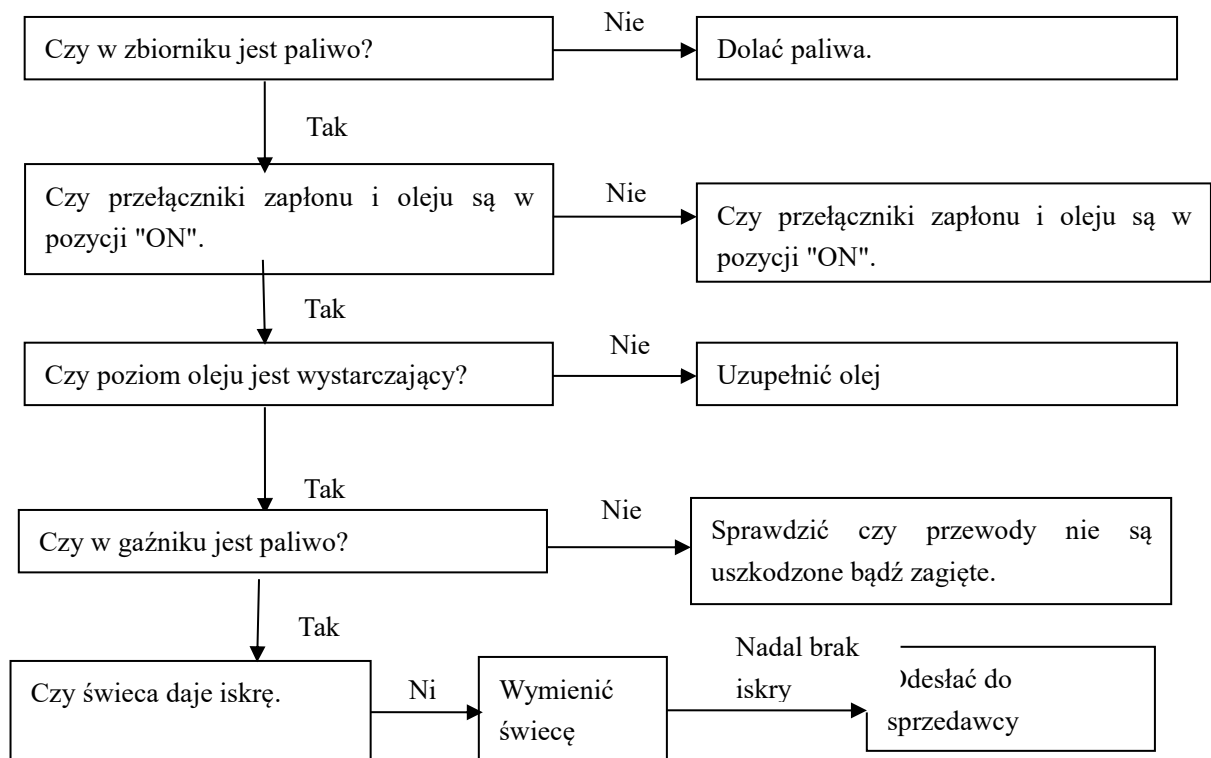 Nie
Czy w zbiorniku jest paliwo?
Dolać paliwa.
Tak
Czy przełączniki zapłonu i oleju są w
pozycji "ON".
Nie
Czy przełączniki zapłonu i oleju są w
pozycji "ON".
Tak
Nie
Czy poziom oleju jest wystarczający?
Uzupełnić olej
Tak
Nie
Czy w gaźniku jest paliwo?
Sprawdzić czy przewody nie są
uszkodzone bądź zagięte.
Tak
Czy świeca daje iskrę.
Ni
Wymienić
świecę
Nadal brak
iskry
Odesłać do
sprzedawcy